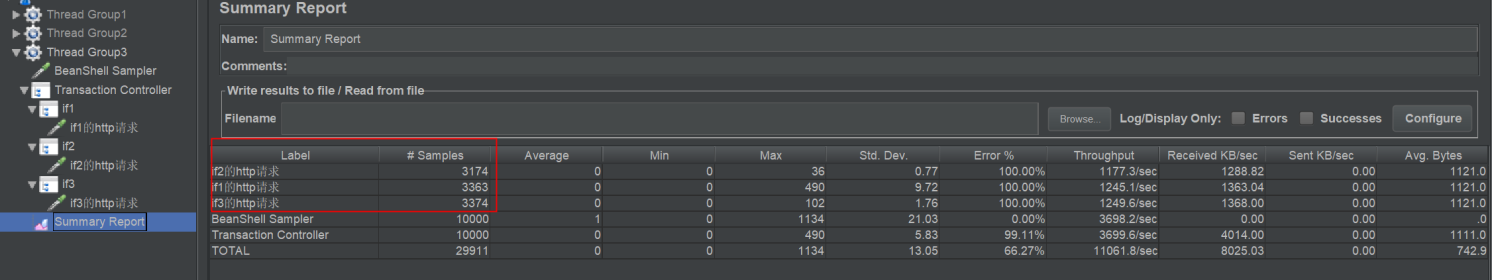 Thread Group1
Thread Group2
Thread Group3
BeanShell Sampler
Transaction Controller
if1
if1的http请求
if2
if2的http请求
if3
if3的http请求
Summary Report
Summary Report
Name: Summary Report
Comments:
Write results to file / Read from file
Filename Browse... Log/Display Only: Errors Successes Configure
Label # Samples Average Min Max Std. Dev. Error % Throughput Received KB/sec Sent KB/sec Avg. Bytes
if2的http请求 3174 0 0 36 0.77 100.00% 1177.3/sec 1288.82 0.00 1121.0
if1的http请求 3363 0 0 490 9.72 100.00% 1245.1/sec 1363.04 0.00 1121.0
if3的http请求 3374 0 0 102 1.76 100.00% 1249.6/sec 1368.00 0.00 1121.0
BeanShell Sampler 10000 1 0 1134 21.03 0.00% 3698.2/sec 0.00 0.00 .0
Transaction Controller 10000 0 0 490 5.83 99.11% 3699.6/sec 4014.00 0.00 1111.0
TOTAL 29911 0 0 1134 13.05 66.27% 11061.8/sec 8025.03 0.00 742.9